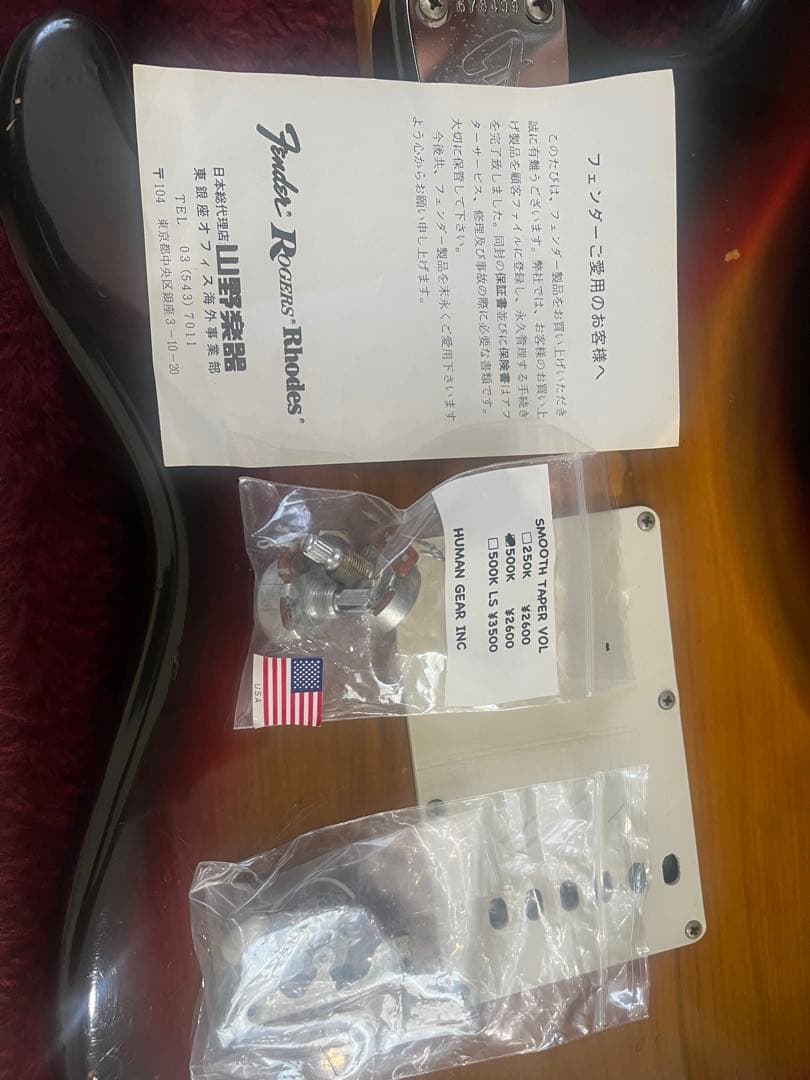 フェンダーご愛用のお客様へ
このたびは、フェンダー製品をお買い上げいただき
誠に有難うございます。弊社では、お客様のお買い上
げ製品を顧客ファイルに登録し、永久管理する手続き
を完了致しました。同封の保証書並びに保険書はアフ
ターサービス、修理及び事故の際に必要な書類です。
大切に保管して下さい。
今後共、フェンダー製品を末永くご愛用下さいます
よう心からお願い申し上げます。
Fender® ROGERS® Rhodes®
日本総代理店 山野楽器
東銀座オフィス海外事業部
TEL 03(543)7011
〒104 東京都中央区銀座3-10-20
SMOOTH TAPER VOL
□250K ¥2600
500K ¥2600
□500K LS ¥3500
HUMAN GEAR INC
USA